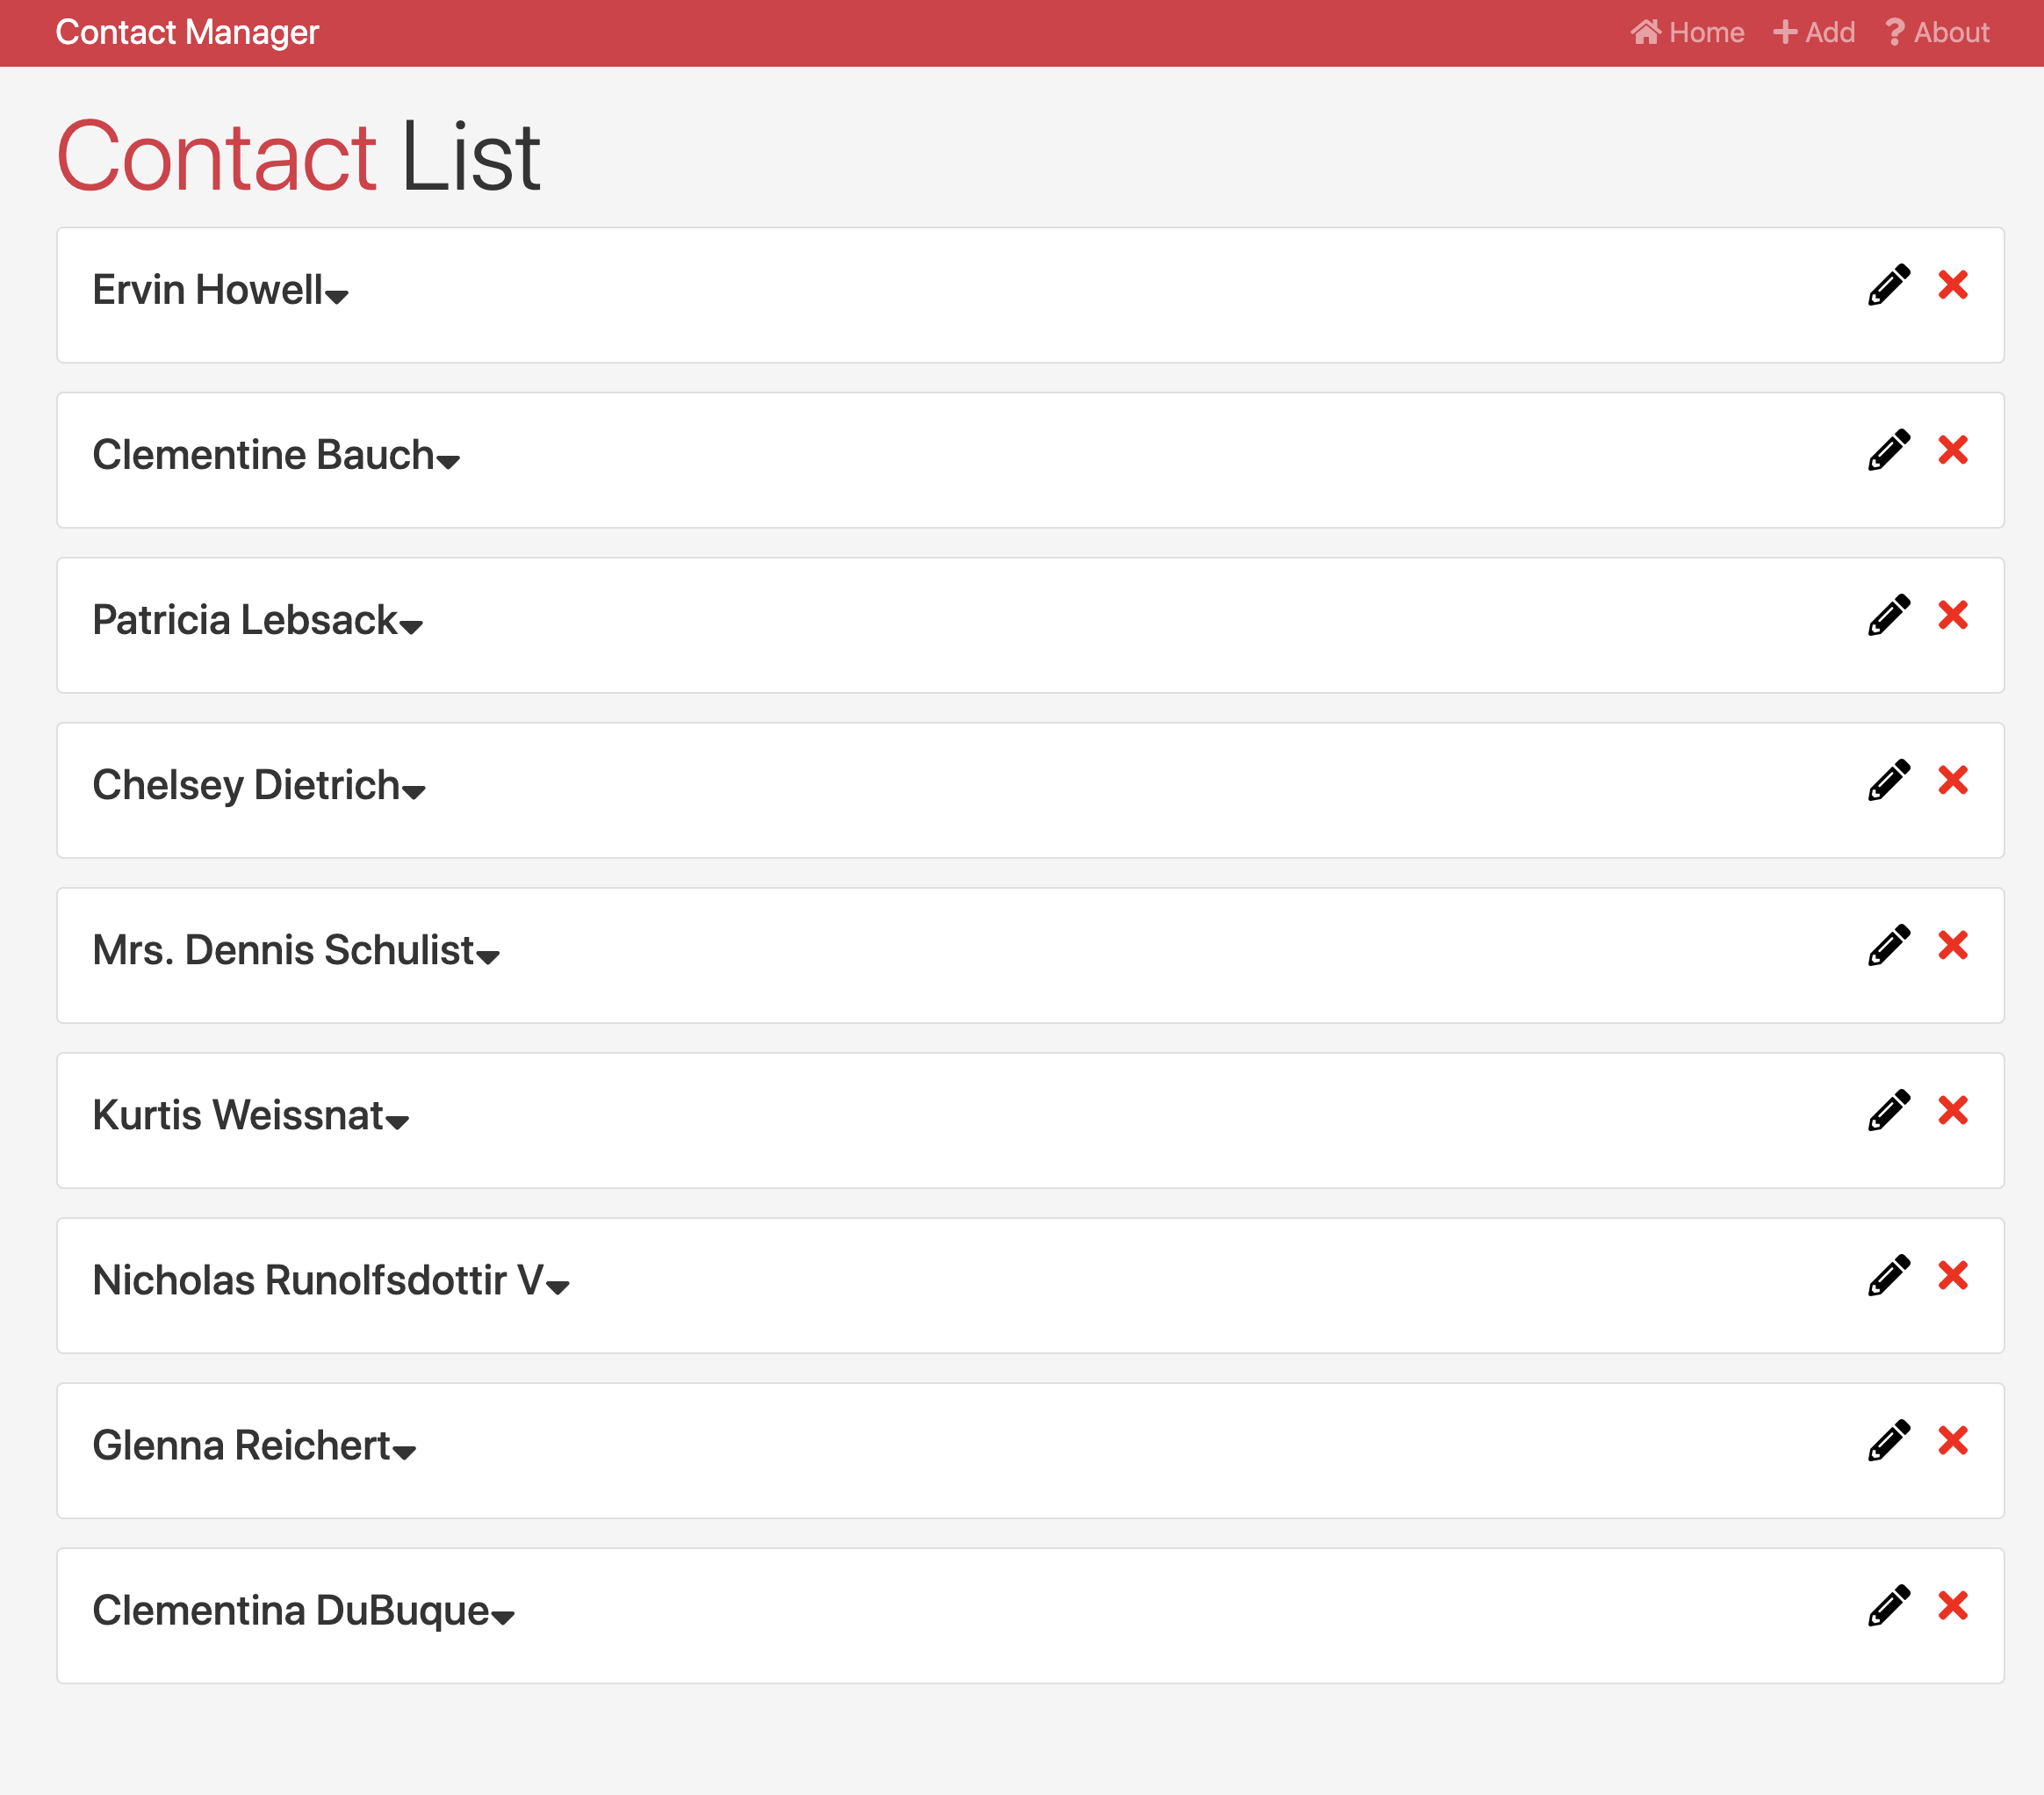 Contact Manager
Home Add About
Contact List
Ervin Howell
Clementine Bauch
Patricia Lebsack
Chelsey Dietrich
Mrs. Dennis Schulist
Kurtis Weissnat
Nicholas Runolfsdottir V
Glenna Reichert
Clementina DuBuque